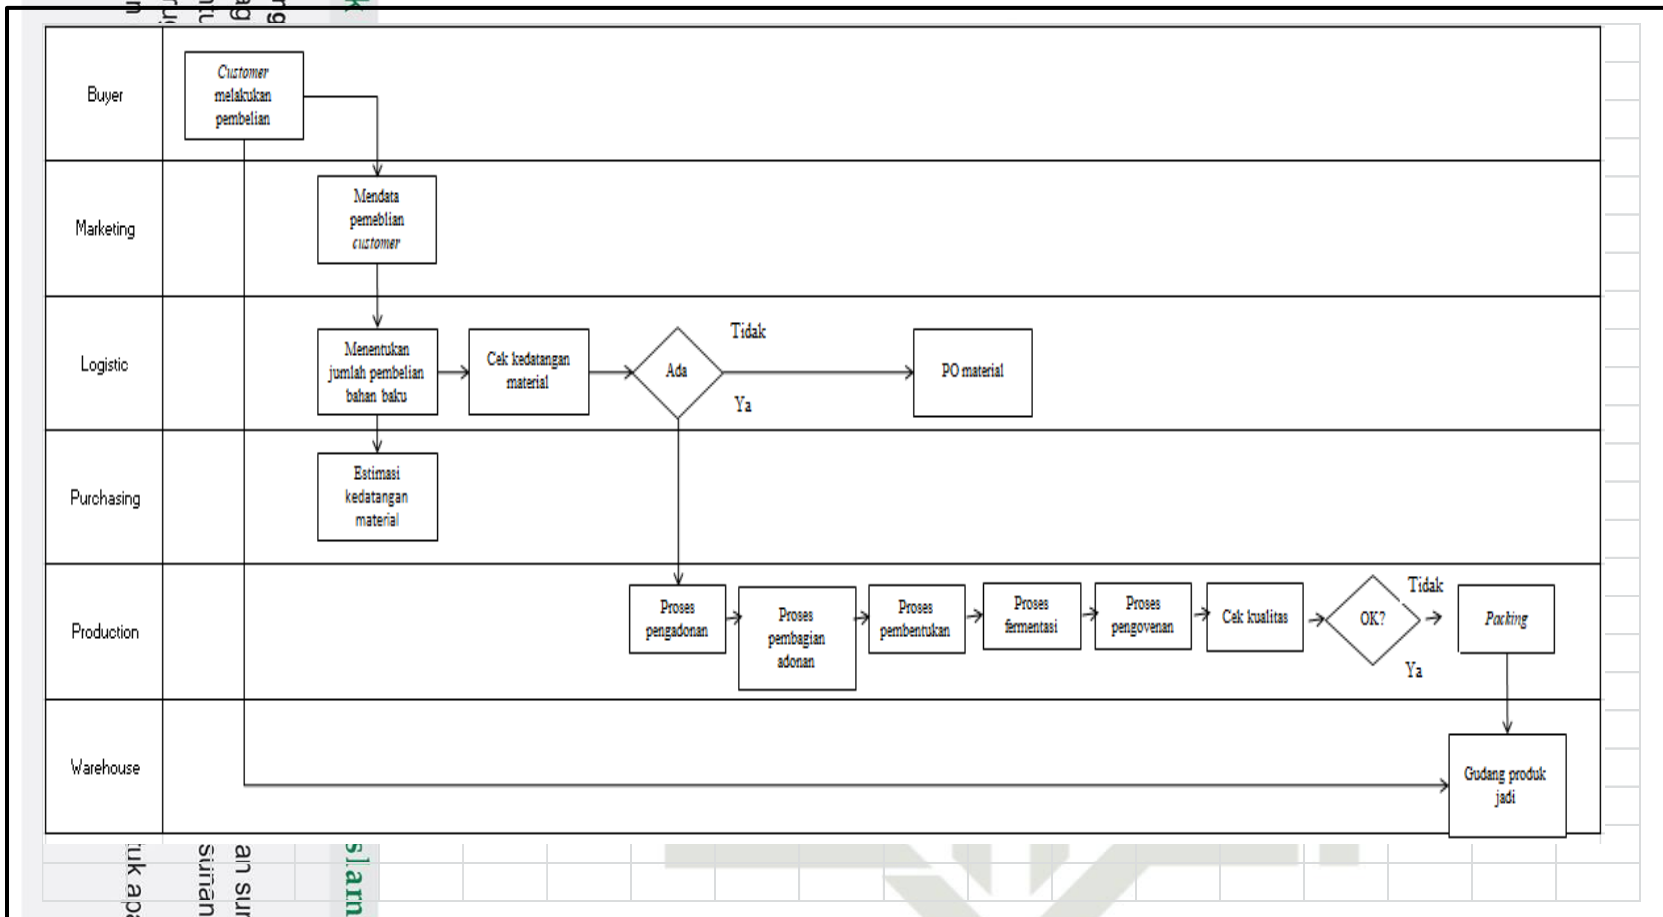 Buyer
Customer
melakukan
pembelian
Marketing
Mendata
pemeblian
customer
Logistic
Menentukan
jumlah pembelian
bahan baku
Cek kedatangan
material
Ada
Tidak
Ya
PO material
Purchasing
Estimasi
kedatangan
material
Production
Proses
pengadonan
Proses
pembagian
adonan
Proses
pembentukan
Proses
fermentasi
Proses
pengovenan
Cek kualitas
OK?
Tidak
Ya
Packing
Warehouse
Gudang produk
jadi